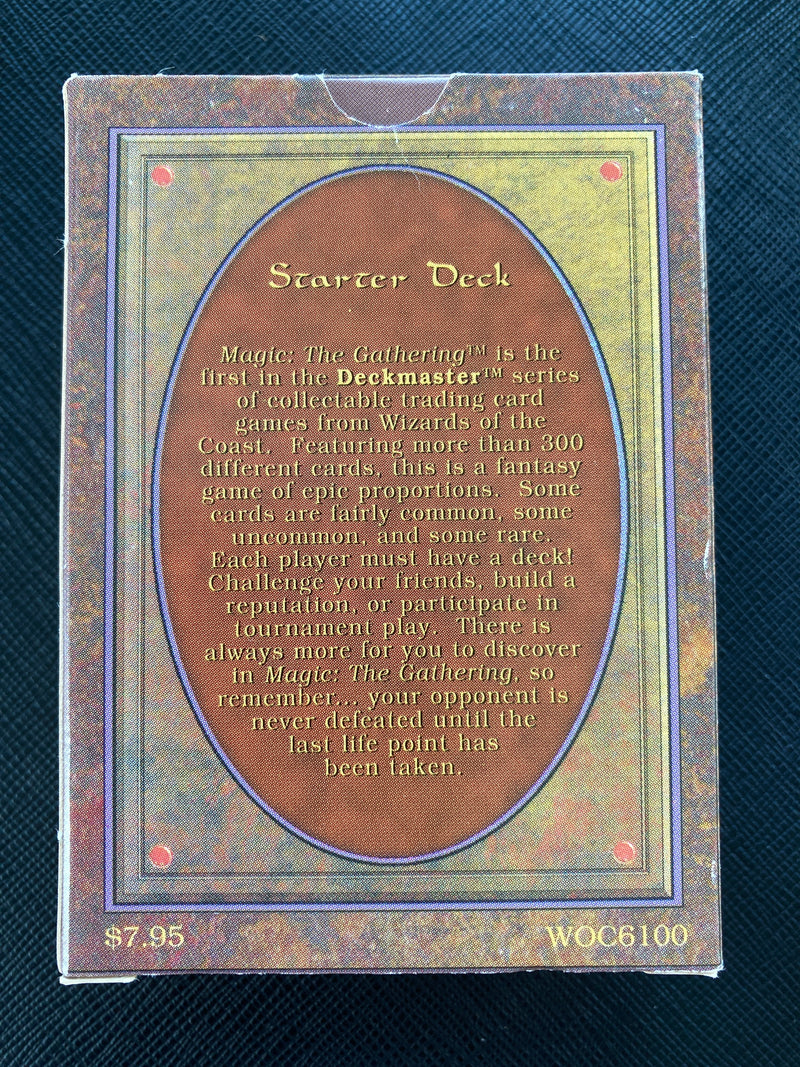 Starter Deck
Magic: The Gathering™ is the
first in the Deckmaster™ series
of collectable trading card
games from Wizards of the
Coast. Featuring more than 300
different cards, this is a fantasy
game of epic proportions. Some
cards are fairly common, some
uncommon, and some rare.
Each player must have a deck!
Challenge your friends, build a
reputation, or participate in
tournament play. There is
always more for you to discover
in Magic: The Gathering, so
remember... your opponent is
never defeated until the
last life point has
been taken.
$7.95 WOC6100